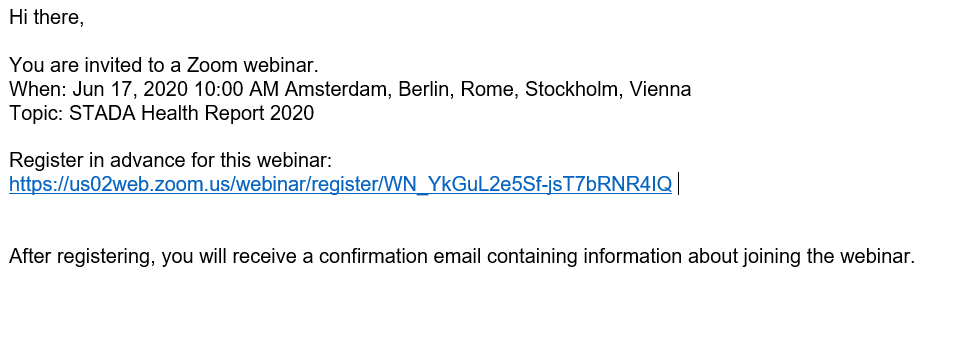 Hi there,
You are invited to a Zoom webinar.
When: Jun 17, 2020 10:00 AM Amsterdam, Berlin, Rome, Stockholm, Vienna
Topic: STADA Health Report 2020
Register in advance for this webinar:
https://us02web.zoom.us/webinar/register/WN_YkGuL2e5Sf-jsT7bRNR4IQ
After registering, you will receive a confirmation email containing information about joining the webinar.